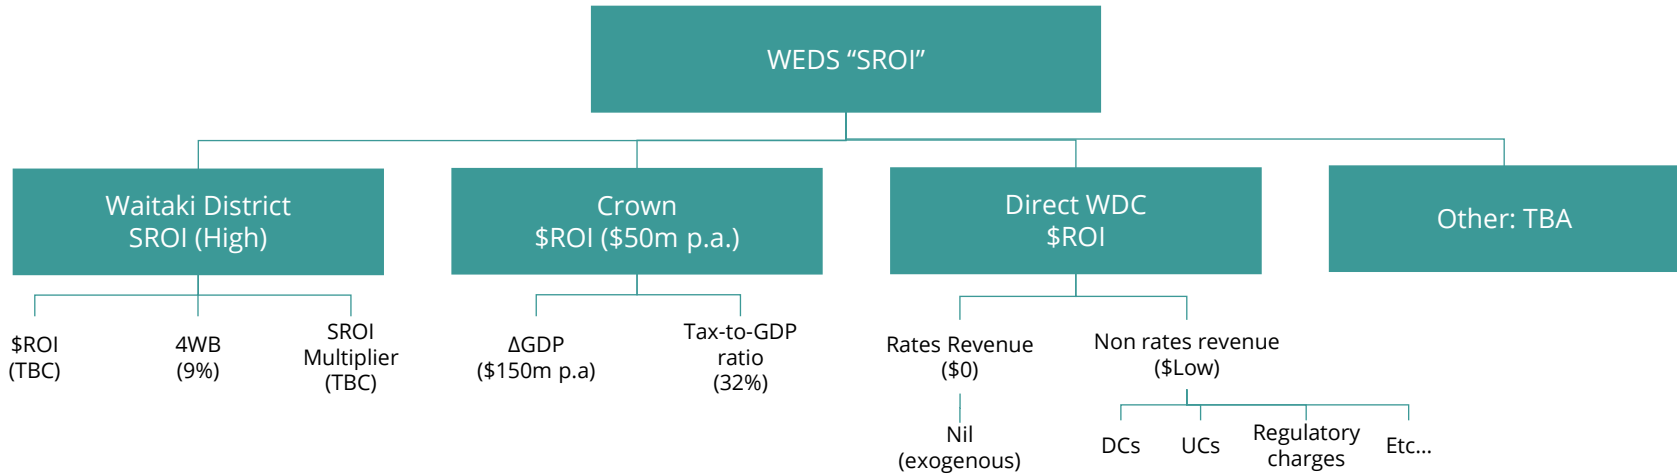 WEDS “SROI”
Waitaki District
SROI (High)
Crown
$ROI ($50m p.a.)
Direct WDC
$ROI
Other: TBA
$ROI
(TBC)
4WB
(9%)
SROI
Multiplier
(TBC)
ΔGDP
($150m p.a)
Tax-to-GDP
ratio
(32%)
Rates Revenue
($0)
Non rates revenue
($Low)
Nil
(exogenous)
DCs
UCs
Regulatory
charges
Etc...